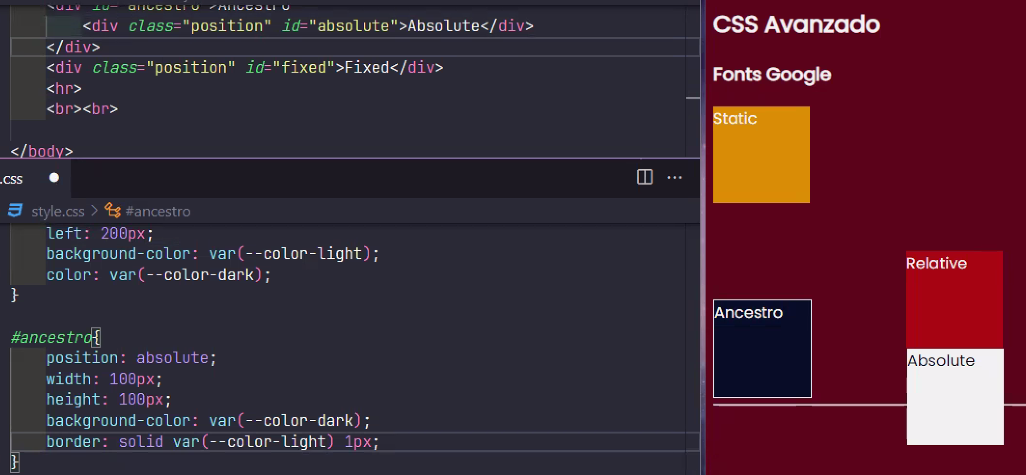 <div id="ancestro">Ancestro
<div class="position" id="absolute">Absolute</div>
</div>
<div class="position" id="fixed">Fixed</div>
<hr>
<br><br>
</body>
.css
style.css > #ancestro
left: 200px;
background-color: var(--color-light);
color: var(--color-dark);
}
#ancestro{
position: absolute;
width: 100px;
height: 100px;
background-color: var(--color-dark);
border: solid var(--color-light) 1px;
}
CSS Avanzado
Fonts Google
Static
Relative
Ancestro
Absolute